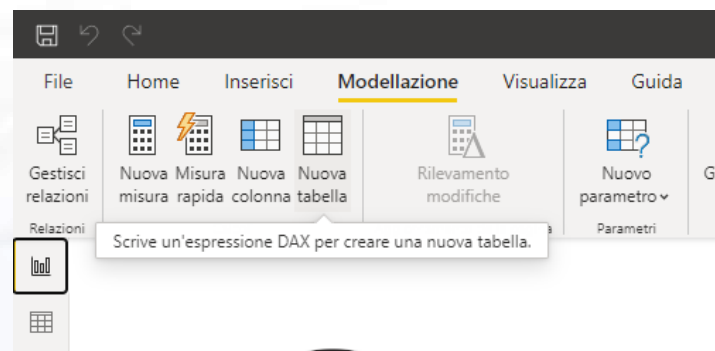 File Home Inserisci Modellazione Visualizza Guida
Gestisci relazioni
Nuova misura
Misura rapida
Nuova colonna
Nuova tabella
Rilevamento modifiche
Nuovo parametro
G
Relazioni
Parametri
Scrive un'espressione DAX per creare una nuova tabella.